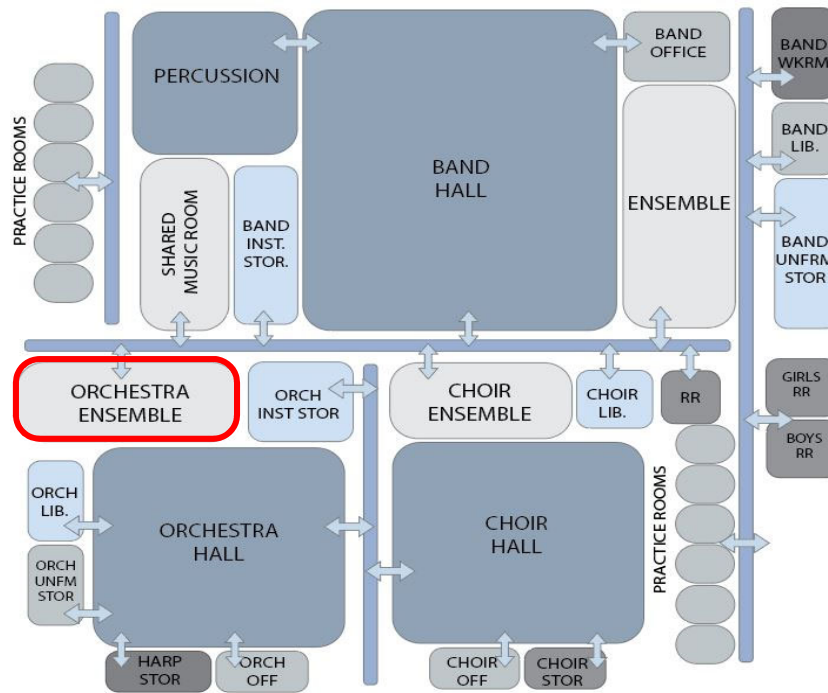 PERCUSSION
BAND
HALL
BAND
OFFICE
BAND
WKRM
BAND
LIB.
BAND
UNFRM
STOR
PRACTICE ROOMS
SHARED
MUSIC ROOM
BAND
INST.
STOR.
ENSEMBLE
ORCHESTRA
ENSEMBLE
ORCH
INST STOR
CHOIR
ENSEMBLE
CHOIR
LIB.
RR
GIRLS
RR
BOYS
RR
ORCH
LIB.
ORCH
UNFM
STOR
ORCHESTRA
HALL
CHOIR
HALL
PRACTICE ROOMS
HARP
STOR
ORCH
OFF
CHOIR
OFF
CHOIR
STOR